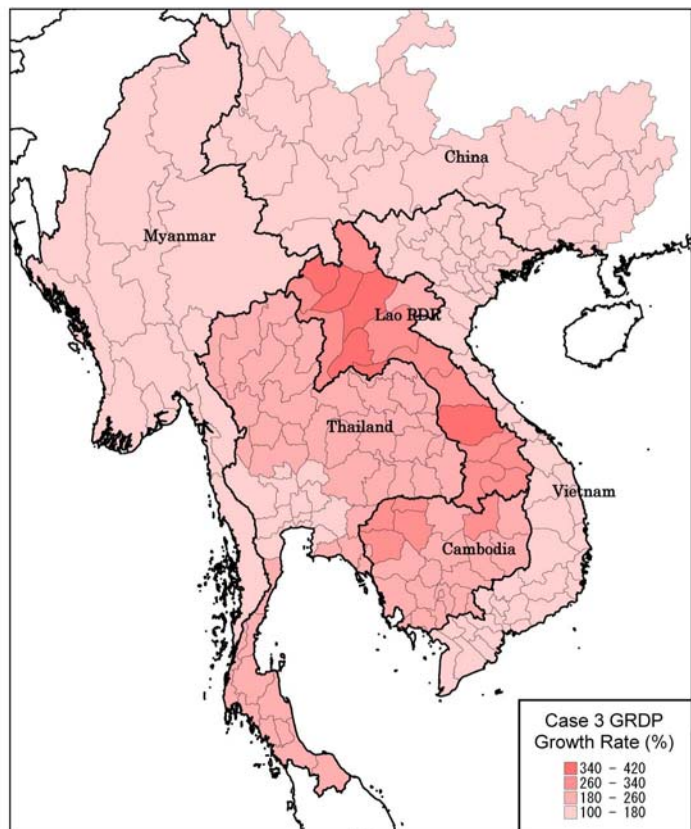 China
Myanmar
Lao PDR
Thailand
Vietnam
Cambodia
Case 3 GRDP
Growth Rate (%)
340 - 420
260 - 340
180 - 260
100 - 180